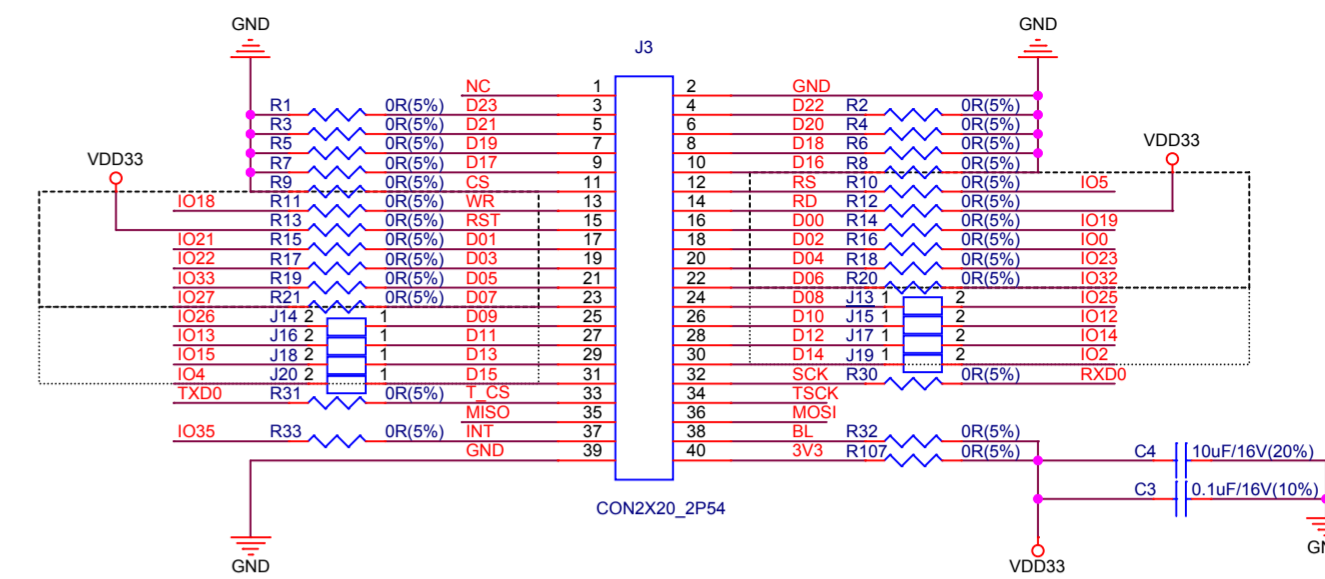 GND GND
J3
NC 1 2 GND
R1 0R(5%) D23 3 4 D22 R2 0R(5%)
R3 0R(5%) D21 5 6 D20 R4 0R(5%)
R5 0R(5%) D19 7 8 D18 R6 0R(5%)
VDD33 VDD33
R7 0R(5%) D17 9 10 D16 R8 0R(5%)
R9 0R(5%) CS 11 12 RS R10 0R(5%) IO5
IO18 R11 0R(5%) WR 13 14 RD R12 0R(5%)
R13 0R(5%) RST 15 16 D00 R14 0R(5%) IO19
IO21 R15 0R(5%) D01 17 18 D02 R16 0R(5%) IO0
IO22 R17 0R(5%) D03 19 20 D04 R18 0R(5%) IO23
IO33 R19 0R(5%) D05 21 22 D06 R20 0R(5%) IO32
IO27 R21 0R(5%) D07 23 24 D08 J13 1 2 IO25
IO26 J14 2 1 D09 25 26 D10 J15 1 2 IO12
IO13 J16 2 1 D11 27 28 D12 J17 1 2 IO14
IO15 J18 2 1 D13 29 30 D14 J19 1 2 IO2
IO4 J20 2 1 D15 31 32 SCK R30 0R(5%) RXD0
TXD0 R31 0R(5%) T_CS 33 34 TSCK
MISO 35 36 MOSI
IO35 R33 0R(5%) INT 37 38 BL R32 0R(5%)
GND 39 40 3V3 R107 0R(5%) C4 10uF/16V(20%)
C3 0.1uF/16V(10%)
CON2X20_2P54
GND VDD33